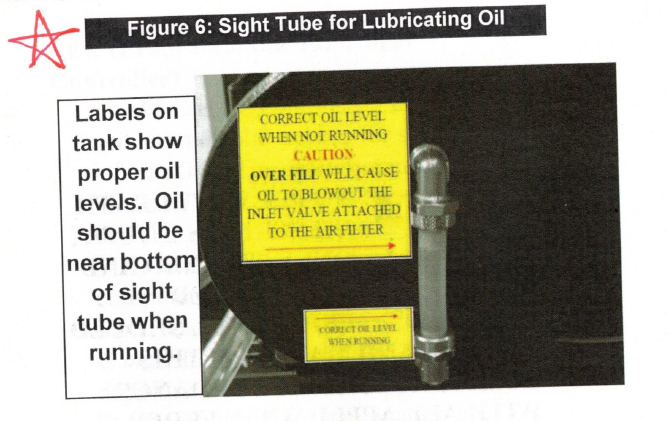 Figure 6: Sight Tube for Lubricating Oil
Labels on
tank show
proper oil
levels. Oil
should be
near bottom
of sight
tube when
running.
CORRECT OIL LEVEL
WHEN NOT RUNNING
CAUTION
OVER FILL WILL CAUSE
OIL TO BLOWOUT THE
INLET VALVE ATTACHED
TO THE AIR FILTER
CORRECT OIL LEVEL
WHEN RUNNING